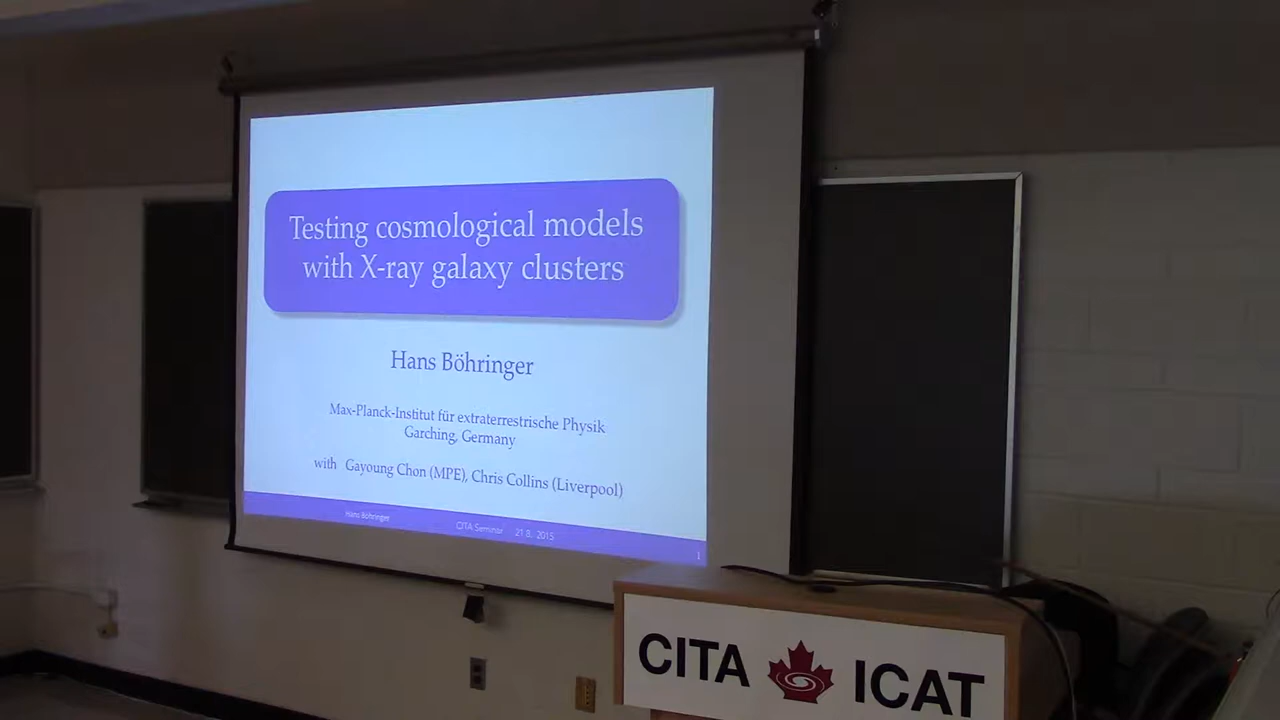 Testing cosmological models
with X-ray galaxy clusters
Hans Böhringer
Max-Planck-Institut für extraterrestrische Physik
Garching, Germany
with Gayoung Chon (MPE), Chris Collins (Liverpool)
Hans Böhringer CITA Seminar 21.8. 2015 1
CITA ICAT